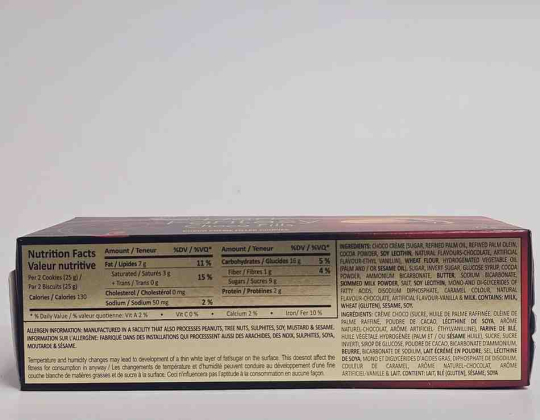 Nutrition Facts
Valeur nutritive
Per 2 Cookies (25 g) /
Par 2 Biscuits (25 g)
Calories / Calories 130
Amount / Teneur %DV / %VQ*
Fat / Lipides 7 g 11 %
Saturated / Saturés 3 g
+ Trans / Trans 0 g 15 %
Cholesterol / Cholestérol 0 mg
Sodium / Sodium 50 mg 2 %
Amount / Teneur %DV / %VQ*
Carbohydrates / Glucides 16 g 5 %
Fiber / Fibres 1 g 4 %
Sugars / Sucres 9 g
Protein / Protéines 2 g
* % Daily Value / % valeur quotienne: Vit A 2 % • Vit C 0 % • Calcium 2 % • Iron/ Fer 10 %
ALLERGEN INFORMATION: MANUFACTURED IN A FACILITY THAT ALSO PROCESSES PEANUTS, TREE NUTS, SULPHITES, SOY, MUSTARD & SESAME.
INFORMATION SUR L'ALLERGÈNE: FABRIQUÉ DANS DES INSTALLATIONS QUI PROCESSENT AUSSI DES ARACHIDES, DES NOIX, SULPHITES, SOYA,
MOUTARDE & SÉSAME.
Temperature and humidity changes may lead to development of a thin white layer of fat/sugar on the surface. This doesnot affect the
fitness for consumption in anyway / Les changements de température et d'humidité peuvent conduire au développement d'une fine
couche blanche de matières grasses et de sucre à la surface. Ceci n'influencera pas l'aptitude à la consommation en aucune façon.
INGREDIENTS: CHOCO CREME (SUGAR, REFINED PALM OIL, REFINED PALM OLEIN,
COCOA POWDER, SOY LECITHIN, NATURAL FLAVOURS-CHOCOLATE, ARTIFICIAL
FLAVOUR-ETHYL VANILLIN), WHEAT FLOUR, HYDROGENATED VEGETABLE OIL
(PALM AND / OR SESAME OIL), SUGAR, INVERT SUGAR, GLUCOSE SYRUP, COCOA
POWDER, AMMONIUM BICARBONATE, BUTTER, SODIUM BICARBONATE,
SKIMMED MILK POWDER, SALT, SOY LECITHIN, MONO-AND DI-GLYCERIDES OF
FATTY ACIDS, DISODIUM DIPHOSPHATE, CARAMEL COLOUR, NATURAL
FLAVOUR-CHOCOLATE, ARTIFICIAL FLAVOUR-VANILLA & MILK. CONTAINS: MILK,
WHEAT (GLUTEN), SESAME, SOY.
INGRÉDIENTS: CRÈME CHOCO (SUCRE, HUILE DE PALME RAFFINÉE, OLÉINE DE
PALME RAFFINÉ, POUDRE DE CACAO, LÉCITHINE DE SOYA, ARÔME
NATUREL-CHOCOLAT, ARÔME ARTIFICIEL ÉTHYLVANILLINE), FARINE DE BLÉ,
HUILE VÉGÉTALE HYDROGÉNÉE (PALM ET / OU SÉSAME HUILE), SUCRE, SUCRE
INVERTI, SIROP DE GLUCOSE, POUDRE DE CACAO, BICARBONATE D'AMMONIUM,
BEURRE, BICARBONATE DE SODIUM, LAIT ÉCRÉMÉ EN POUDRE, SEL, LÉCITHINE
DE SOYA, MONO ET DIGLYCÉRIDES D'ACIDES GRAS, DIPHOSPHATE DE DISODIUM,
COULEUR DE CARAMEL, ARÔME NATUREL-CHOCOLAT, ARÔME
ARTIFICIEL-VANILLE & LAIT. CONTIENT: LAIT, BLÉ (GLUTEN), SÉSAME, SOYA